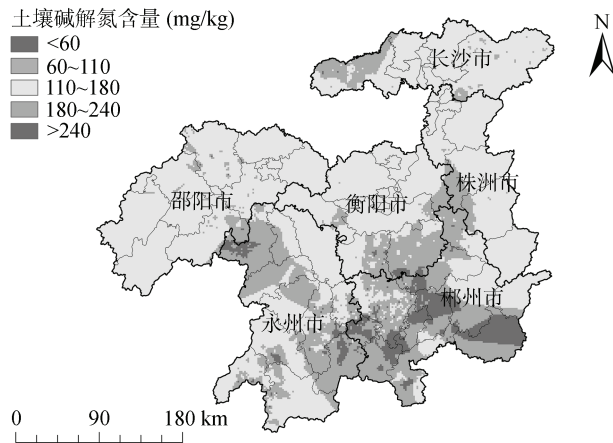 土壤碱解氮含量 (mg/kg)
<60
60~110
110~180
180~240
>240
N
长沙市
株洲市
衡阳市
邵阳市
郴州市
永州市
0 90 180 km